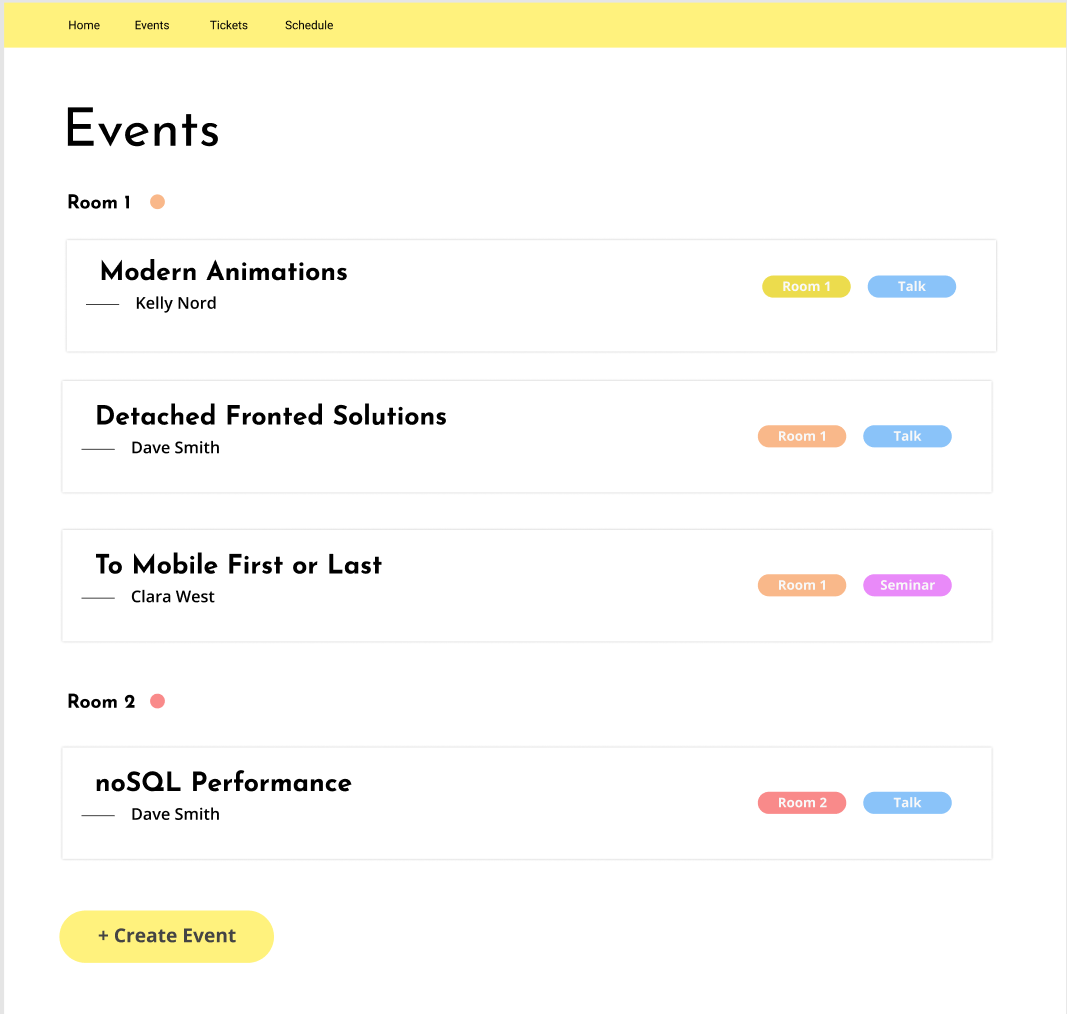 Home Events Tickets Schedule
Events
Room 1
Modern Animations
Kelly Nord
Room 1 Talk
Detached Fronted Solutions
Dave Smith
Room 1 Talk
To Mobile First or Last
Clara West
Room 1 Seminar
Room 2
noSQL Performance
Dave Smith
Room 2 Talk
+ Create Event